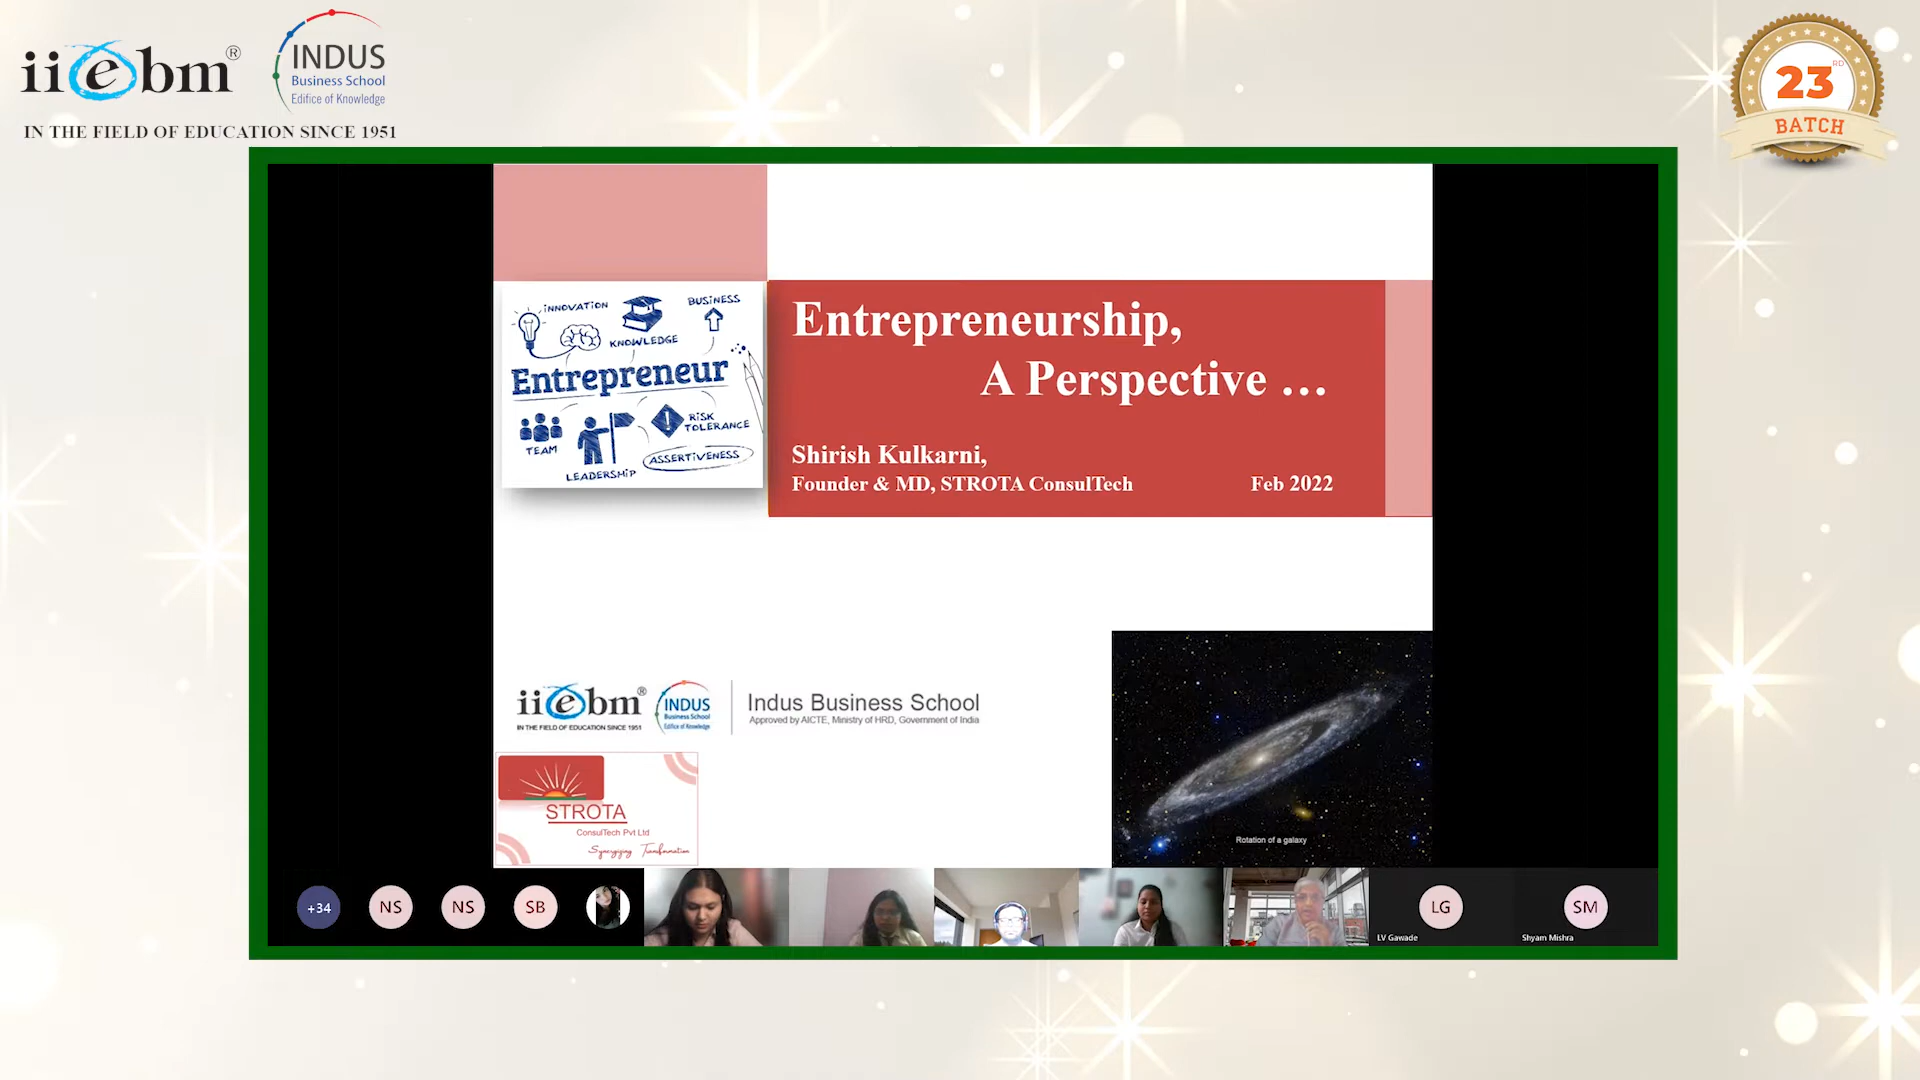 iiebm®
INDUS
Business School
Edifice of Knowledge
IN THE FIELD OF EDUCATION SINCE 1951
23RD
BATCH
INNOVATION
BUSINESS
KNOWLEDGE
Entrepreneur
RISK
TOLERANCE
TEAM
ASSERTIVENESS
LEADERSHIP
Entrepreneurship,
A Perspective ...
Shirish Kulkarni,
Founder & MD, STROTA ConsulTech Feb 2022
iiebm®
IN THE FIELD OF EDUCATION SINCE 1951
INDUS
Business School
Edifice of Knowledge
Indus Business School
Approved by AICTE, Ministry of HRD, Government of India
STROTA
ConsulTech Pvt Ltd
Synergizing Transformation
Rotation of a galaxy
+34
NS
NS
SB
LG
LV Gawade
SM
Shyam Mishra